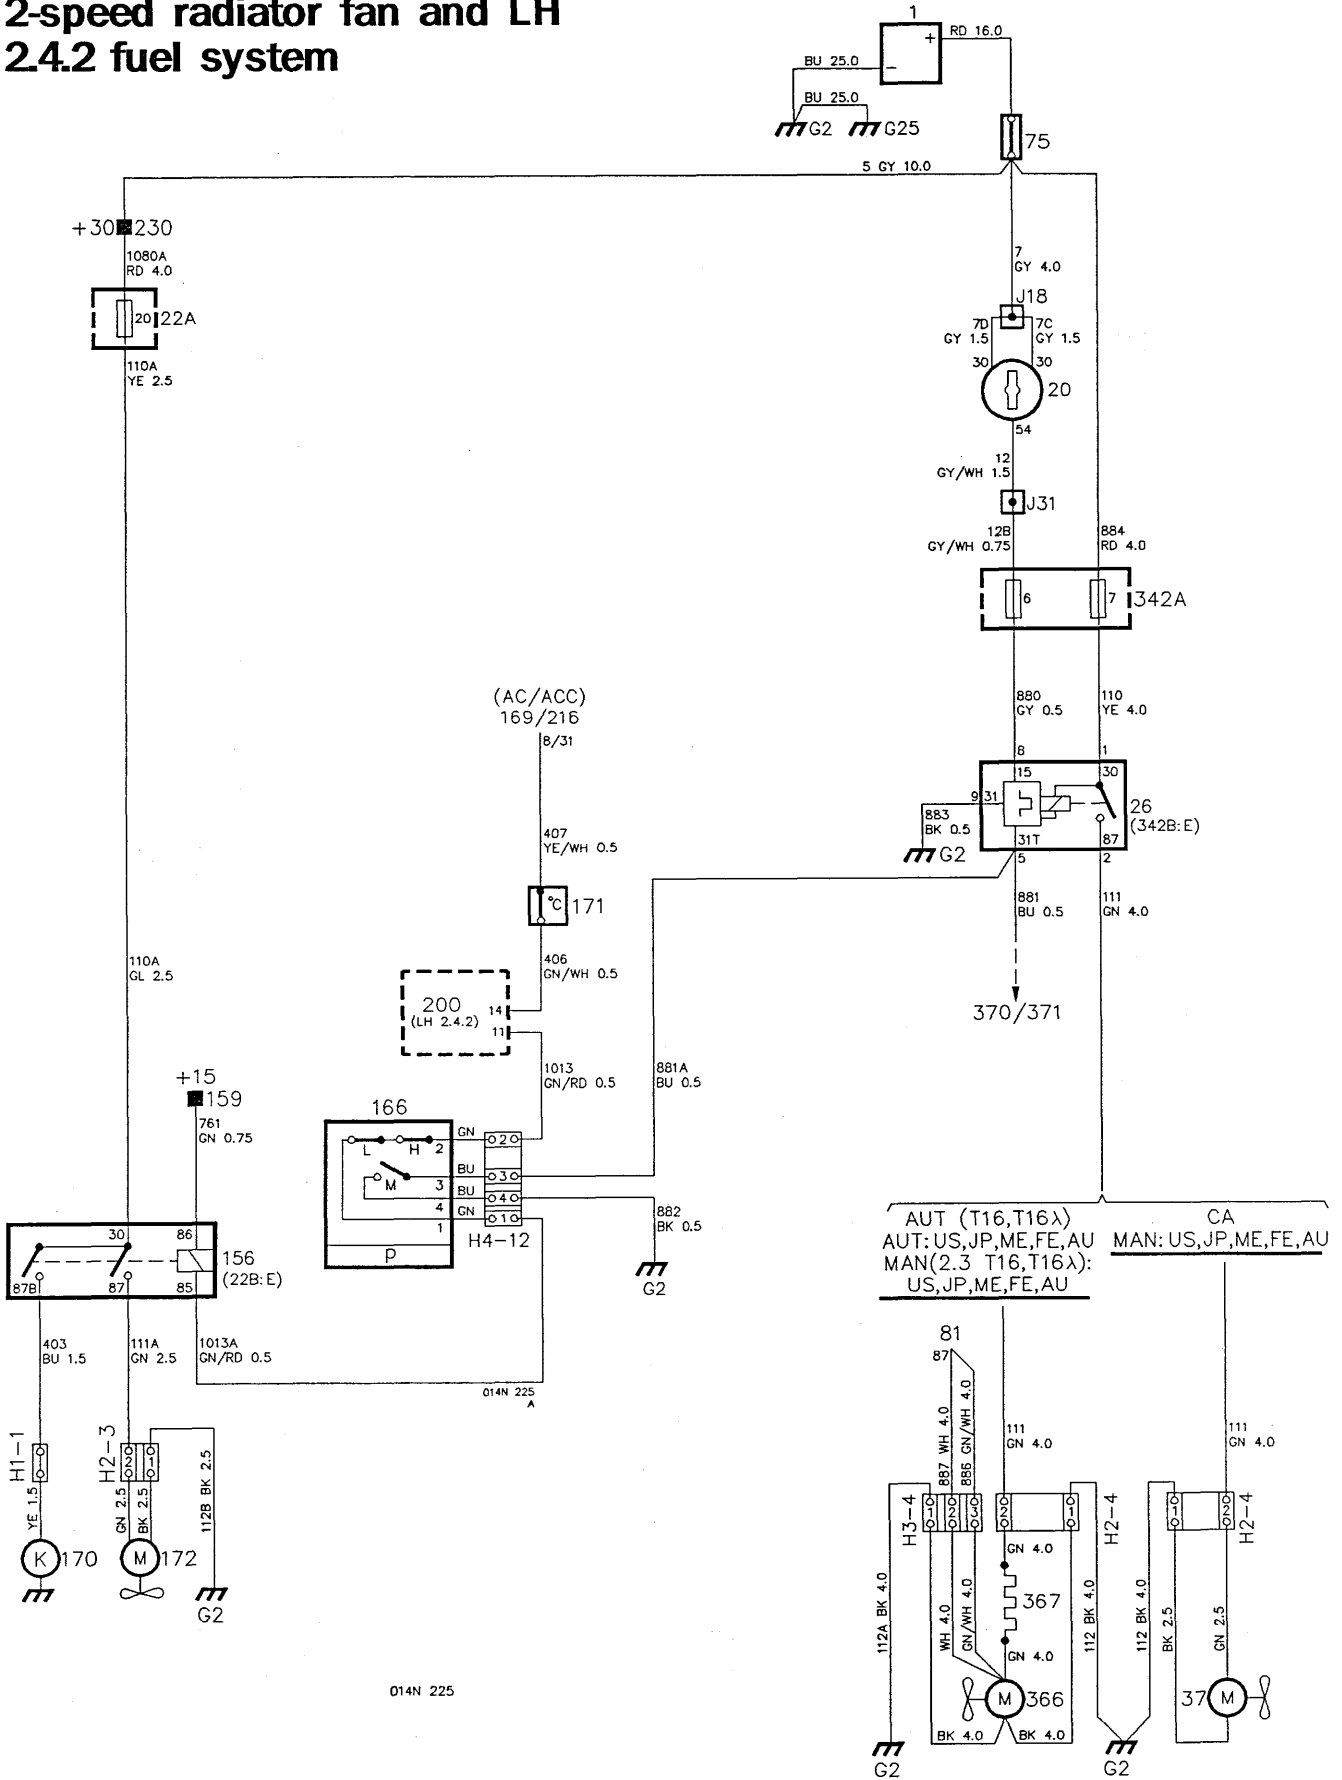 2-speed radiator fan and LH
2.4.2 fuel system
1
+
RD 16.0
BU 25.0
−
BU 25.0
G2
G25
75
5 GY 10.0
+30
230
1080A
RD 4.0
20
22A
110A
YE 2.5
7
GY 4.0
J18
7D
GY 1.5
7C
GY 1.5
30
30
20
54
12
GY/WH 1.5
J31
12B
GY/WH 0.75
884
RD 4.0
6
7
342A
880
GY 0.5
110
YE 4.0
(AC/ACC)
169/216
8/31
8
1
15
30
9
31
26
(342B:E)
883
BK 0.5
G2
31T
87
5
2
407
YE/WH 0.5
°C
171
881
BU 0.5
111
GN 4.0
110A
GL 2.5
406
GN/WH 0.5
200
(LH 2.4.2)
14
11
370/371
1013
GN/RD 0.5
881A
BU 0.5
+15
159
761
GN 0.75
166
L
H
2
GN
2
M
3
BU
3
4
BU
4
1
GN
1
P
H4-12
882
BK 0.5
G2
30
86
156
(22B:E)
87B
87
85
AUT (T16,T16λ)
AUT:US,JP,ME,FE,AU
MAN(2.3 T16,T16λ):
US,JP,ME,FE,AU
CA
MAN:US,JP,ME,FE,AU
403
BU 1.5
111A
GN 2.5
1013A
GN/RD 0.5
014N 225
A
81
87
887 WH 4.0
886 GN/WH 4.0
111
GN 4.0
111
GN 4.0
H1-1
1
H2-3
2
1
112B BK 2.5
YE 1.5
GN 2.5
BK 2.5
K
170
M
172
G2
H3-4
1
2
3
2
1
H2-4
1
2
H2-4
GN 4.0
367
GN 4.0
112A BK 4.0
WH 4.0
GN/WH 4.0
112 BK 4.0
112 BK 4.0
BK 2.5
GN 2.5
M
366
37
M
BK 4.0
BK 4.0
G2
G2
014N 225